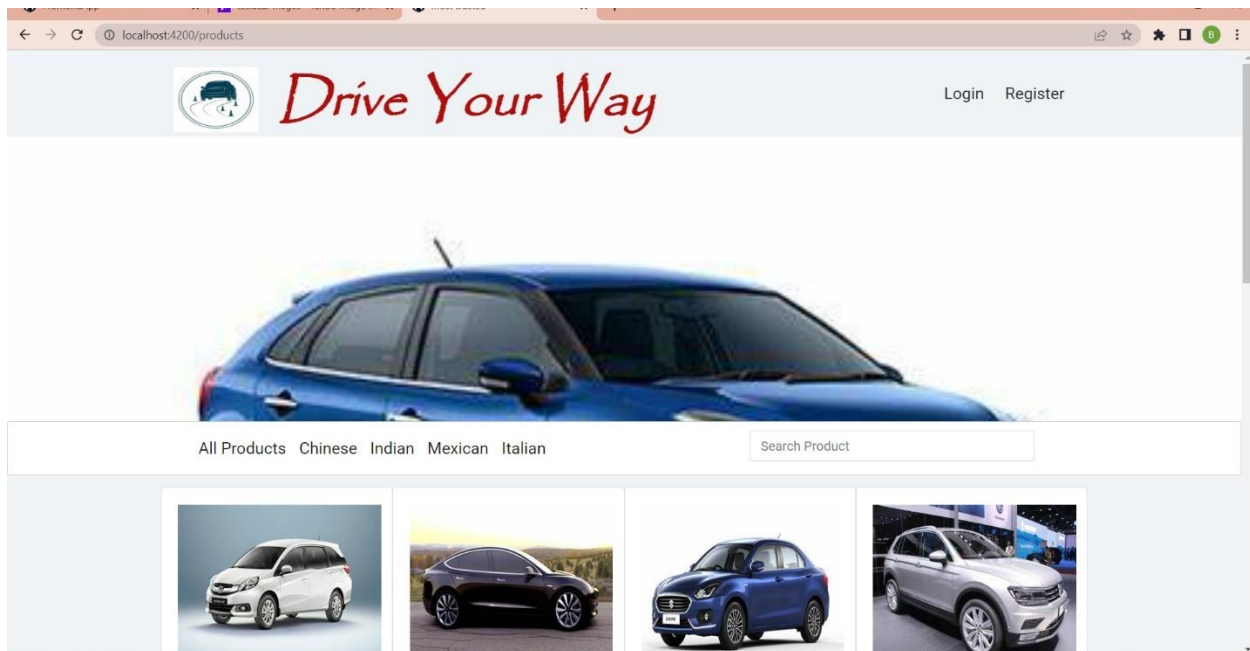 localhost:4200/products
B
Drive Your Way
Login Register
All Products Chinese Indian Mexican Italian
Search Product